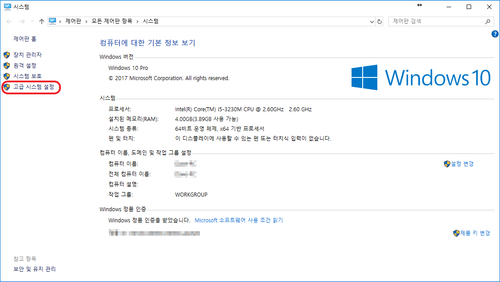 시스템
제어판 > 모든 제어판 항목 > 시스템
제어판 검색
제어판 홈
장치 관리자
원격 설정
시스템 보호
고급 시스템 설정
컴퓨터에 대한 기본 정보 보기
Windows 버전
Windows 10 Pro
© 2017 Microsoft Corporation. All rights reserved.
Windows 10
시스템
프로세서: Intel(R) Core(TM) i5-3230M CPU @ 2.60GHz 2.60 GHz
설치된 메모리(RAM): 4.00GB(3.89GB 사용 가능)
시스템 종류: 64비트 운영 체제, x64 기반 프로세서
펜 및 터치: 이 디스플레이에 사용할 수 있는 펜 또는 터치식 입력이 없습니다.
컴퓨터 이름, 도메인 및 작업 그룹 설정
컴퓨터 이름:
설정 변경
전체 컴퓨터 이름:
컴퓨터 설명:
작업 그룹: WORKGROUP
Windows 정품 인증
Windows 정품 인증을 받았습니다. Microsoft 소프트웨어 사용 조건 읽기
제품 키 변경
참고 항목
보안 및 유지 관리